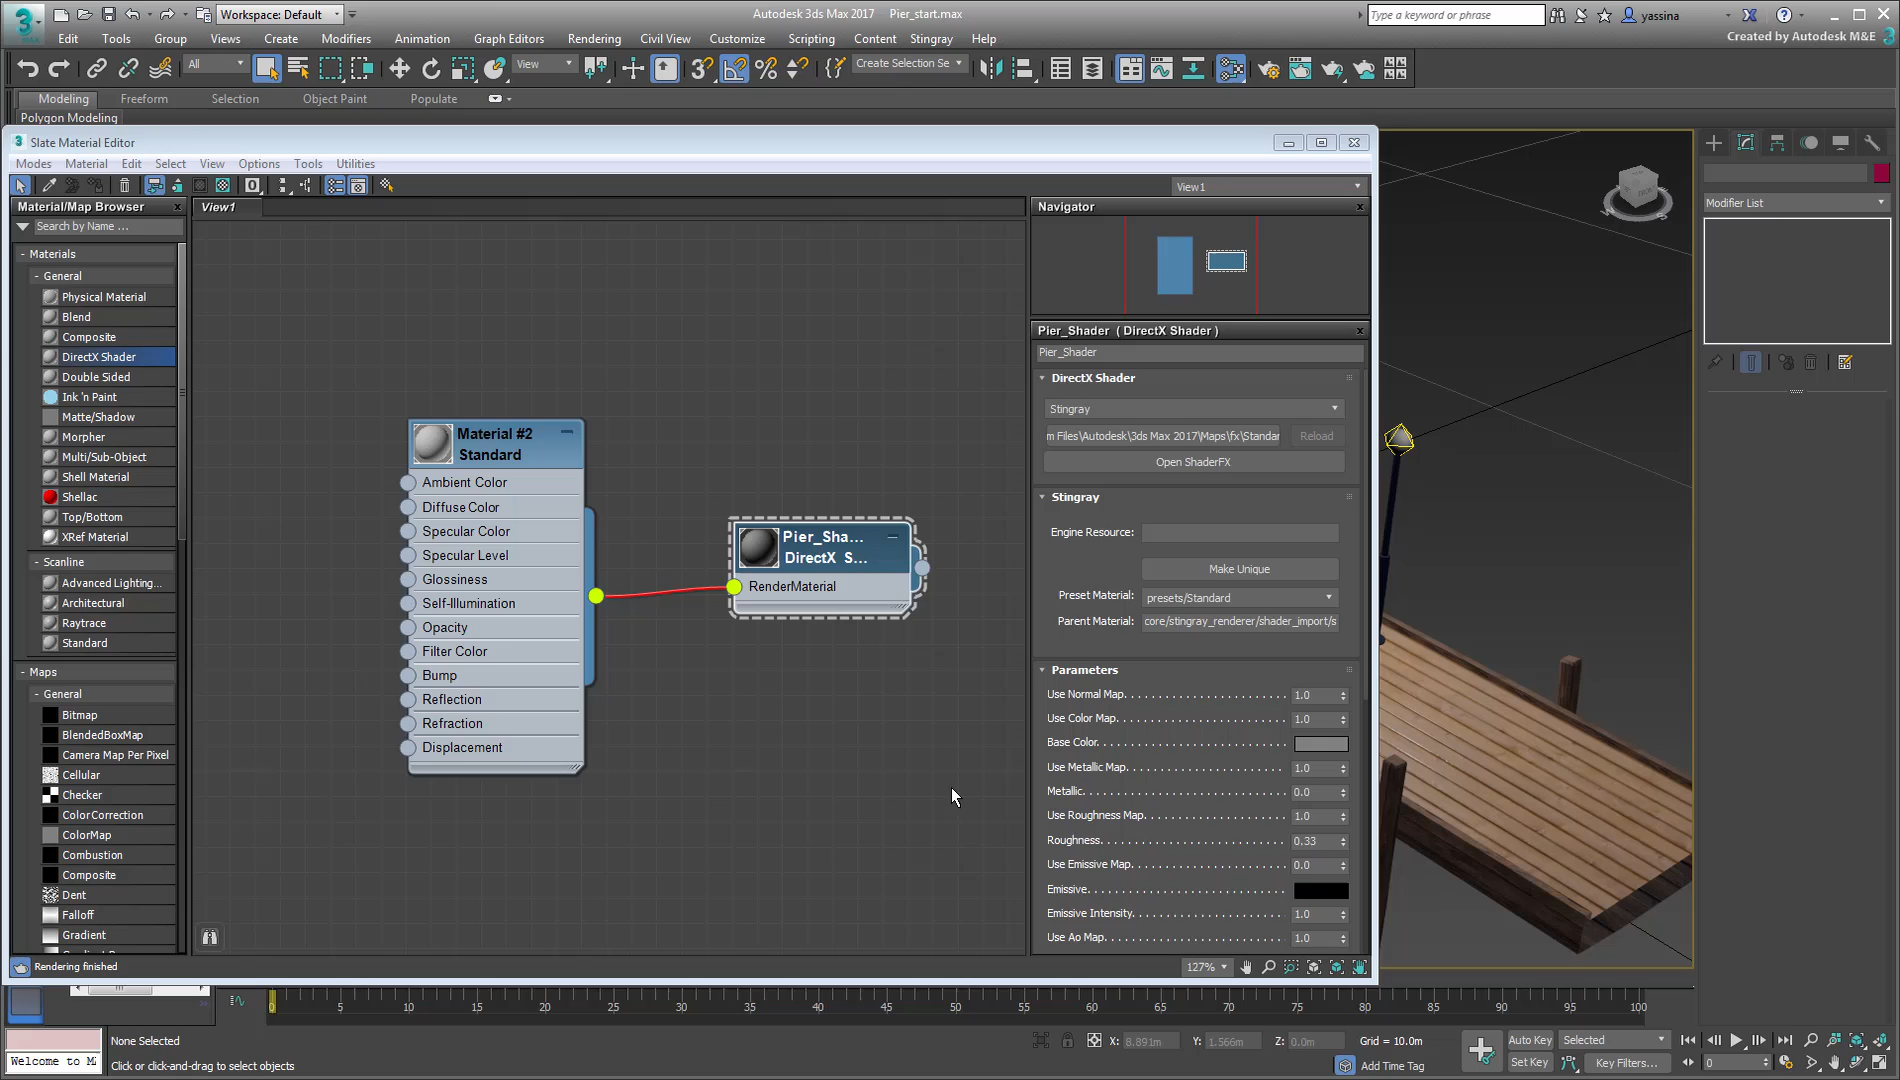 Workspace: Default
Autodesk 3ds Max 2017
Pier_start.max
Type a keyword or phrase
yassina
Edit
Tools
Group
Views
Create
Modifiers
Animation
Graph Editors
Rendering
Civil View
Customize
Scripting
Content
Stingray
Help
Created by Autodesk M&E
All
View
Create Selection Se
Modeling
Freeform
Selection
Object Paint
Populate
Polygon Modeling
Slate Material Editor
Modes
Material
Edit
Select
View
Options
Tools
Utilities
View1
Material/Map Browser
View1
Navigator
Modifier List
Search by Name ...
- Materials
- General
Physical Material
Blend
Composite
DirectX Shader
Double Sided
Ink 'n Paint
Matte/Shadow
Morpher
Multi/Sub-Object
Shell Material
Shellac
Top/Bottom
XRef Material
- Scanline
Advanced Lighting...
Architectural
Raytrace
Standard
- Maps
- General
Bitmap
BlendedBoxMap
Camera Map Per Pixel
Cellular
Checker
ColorCorrection
ColorMap
Combustion
Composite
Dent
Falloff
Gradient
Material #2
Standard
Ambient Color
Diffuse Color
Specular Color
Specular Level
Glossiness
Self-Illumination
Opacity
Filter Color
Bump
Reflection
Refraction
Displacement
Pier_Sha...
DirectX S...
RenderMaterial
Pier_Shader ( DirectX Shader )
Pier_Shader
DirectX Shader
Stingray
m Files\Autodesk\3ds Max 2017\Maps\fx\Standar
Reload
Open ShaderFX
Stingray
Engine Resource:
Make Unique
Preset Material: presets/Standard
Parent Material: core/stingray_renderer/shader_import/s
Parameters
Use Normal Map. 1.0
Use Color Map. 1.0
Base Color.
Use Metallic Map. 1.0
Metallic. 0.0
Use Roughness Map. 1.0
Roughness. 0.33
Use Emissive Map. 0.0
Emissive.
Emissive Intensity. 1.0
Use Ao Map. 1.0
Rendering finished
127%
0 5 10 15 20 25 30 35 40 45 50 55 60 65 70 75 80 85 90 95 100
None Selected
X: 8.891m
Y: 1.566m
Z: 0.0m
Grid = 10.0m
Auto Key
Selected
Welcome to M
Click or click-and-drag to select objects
Add Time Tag
Set Key
Key Filters...
0